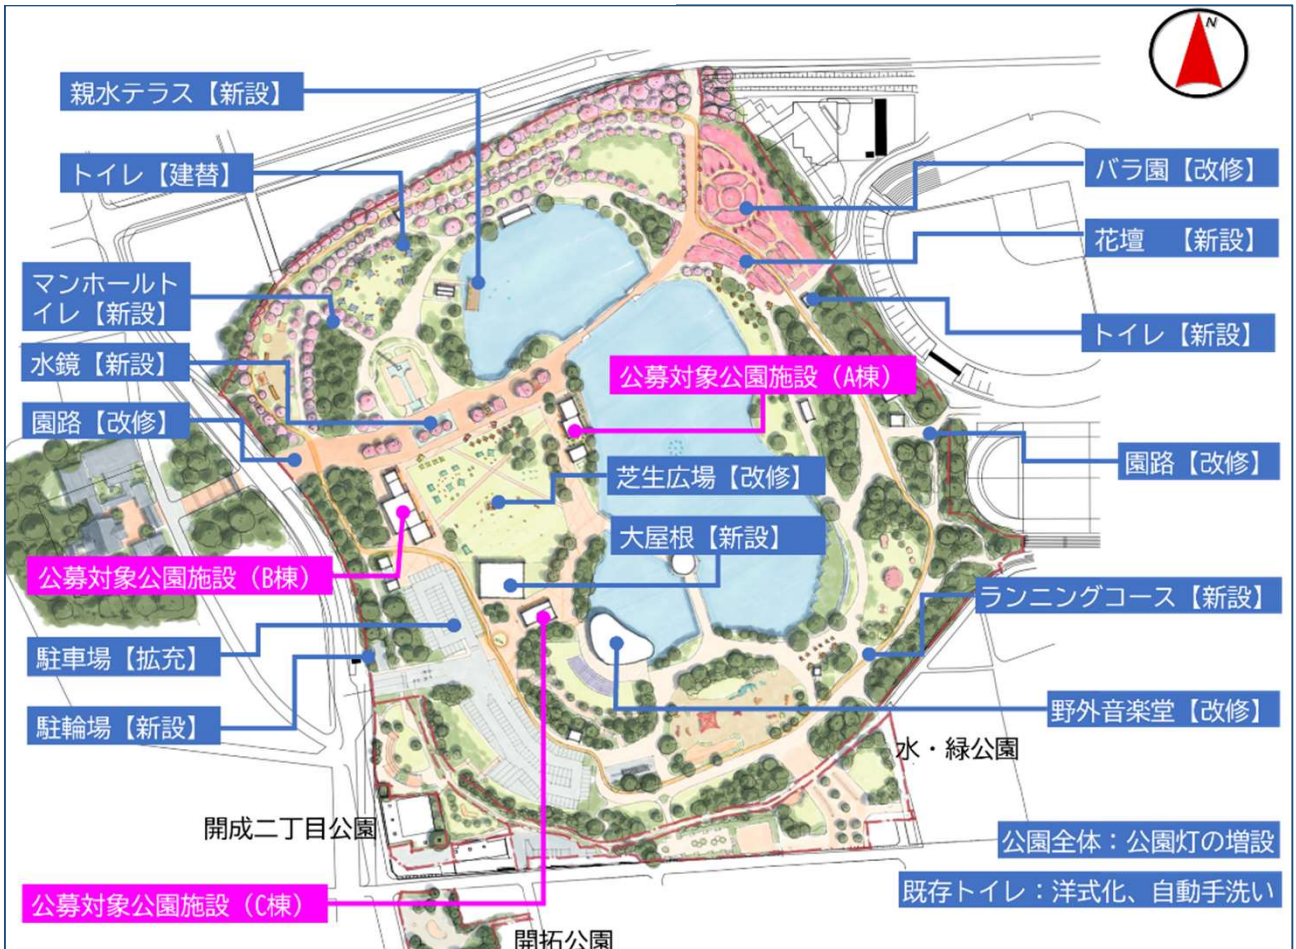 N
親水テラス【新設】
トイレ【建替】
マンホールト
イレ【新設】
水鏡【新設】
園路【改修】
公募対象公園施設（B棟）
駐車場【拡充】
駐輪場【新設】
開成二丁目公園
公募対象公園施設（C棟）
開拓公園
公募対象公園施設（A棟）
芝生広場【改修】
大屋根【新設】
バラ園【改修】
花壇　【新設】
トイレ【新設】
園路【改修】
ランニングコース【新設】
野外音楽堂【改修】
水・緑公園
公園全体：公園灯の増設
既存トイレ：洋式化、自動手洗い